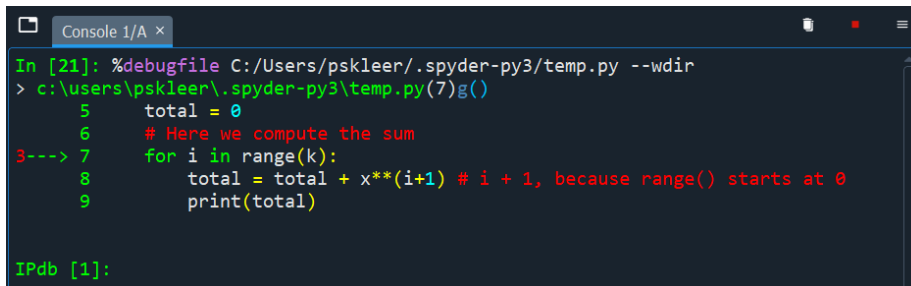 Console 1/A ×
In [21]: %debugfile C:/Users/pskleer/.spyder-py3/temp.py --wdir
> c:\users\pskleer\.spyder-py3\temp.py(7)g()
      5     total = 0
      6     # Here we compute the sum
3---> 7     for i in range(k):
      8         total = total + x**(i+1) # i + 1, because range() starts at 0
      9         print(total)
IPdb [1]: